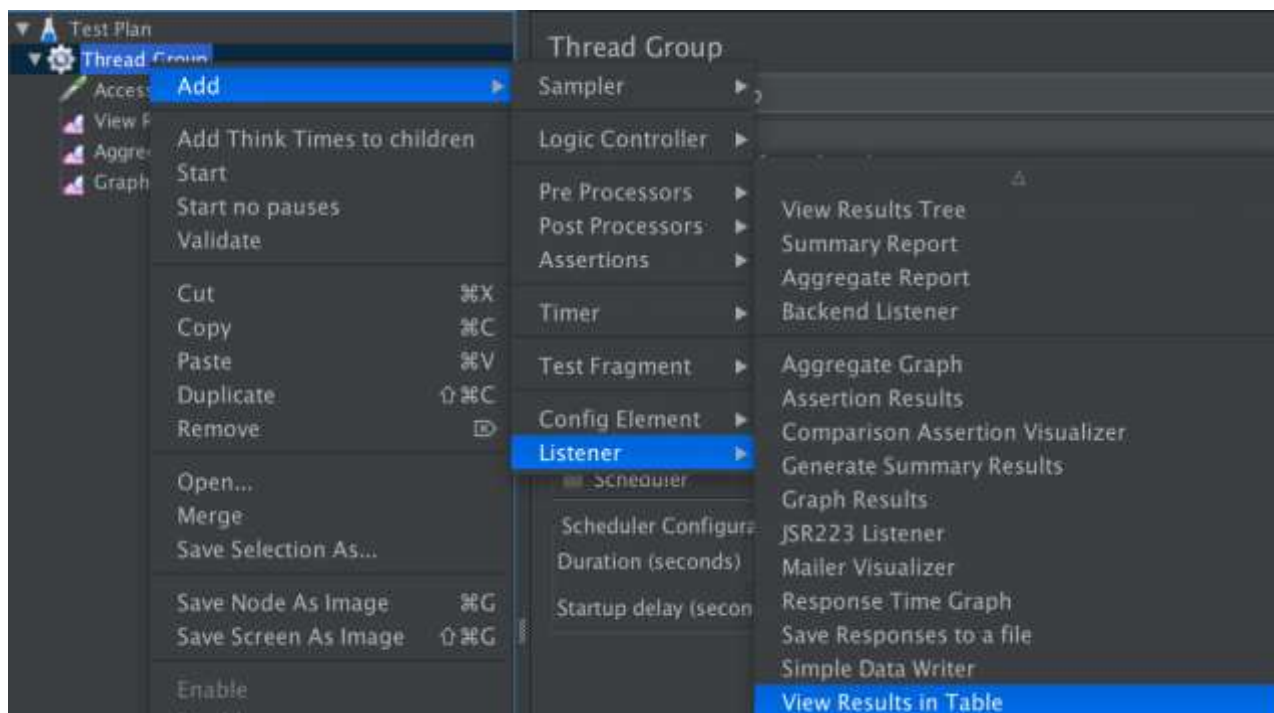 Test Plan
Thread Group
Acces
View R
Aggre
Graph
Add
Add Think Times to children
Start
Start no pauses
Validate
Cut ⌘X
Copy ⌘C
Paste ⌘V
Duplicate ⇧⌘C
Remove ⌦
Open...
Merge
Save Selection As...
Save Node As Image ⌘G
Save Screen As Image ⇧⌘G
Enable
Thread Group
Sampler
Logic Controller
Pre Processors
Post Processors
Assertions
Timer
Test Fragment
Config Element
Listener
Scheduler
Scheduler Configura
Duration (seconds)
Startup delay (secon
View Results Tree
Summary Report
Aggregate Report
Backend Listener
Aggregate Graph
Assertion Results
Comparison Assertion Visualizer
Generate Summary Results
Graph Results
JSR223 Listener
Mailer Visualizer
Response Time Graph
Save Responses to a file
Simple Data Writer
View Results in Table